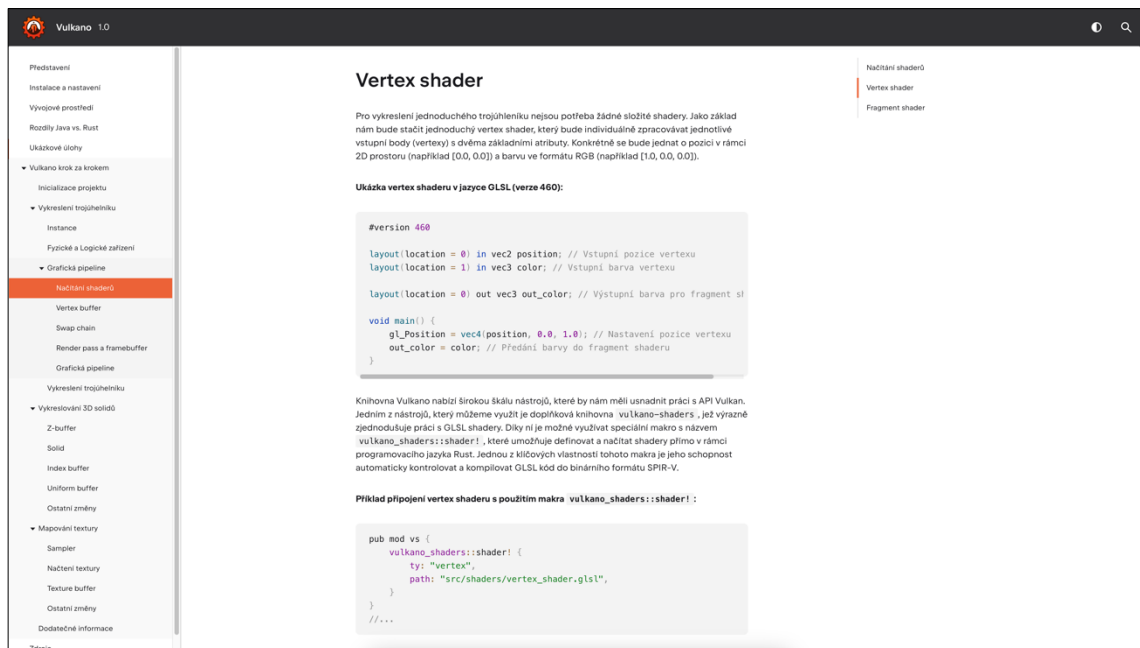 Vulkano 1.0
Představení
Instalace a nastavení
Vývojové prostředí
Rozdíly Java vs. Rust
Ukázkové úlohy
Vulkano krok za krokem
Inicializace projektu
Vykreslení trojúhelníku
Instance
Fyzické a Logické zařízení
Grafická pipeline
Načítání shaderů
Vertex buffer
Swap chain
Render pass a framebuffer
Grafická pipeline
Vykreslení trojúhelníku
Vykreslování 3D solidů
Z-buffer
Solid
Index buffer
Uniform buffer
Ostatní změny
Mapování textury
Sampler
Načtení textury
Texture buffer
Ostatní změny
Dodatečné informace
Zdroje
Vertex shader
Pro vykreslení jednoduchého trojúhleníku nejsou potřeba žádné složité shadery. Jako základ
nám bude stačit jednoduchý vertex shader, který bude individuálně zpracovávat jednotlivé
vstupní body (vertexy) s dvěma základními atributy. Konkrétně se bude jednat o pozici v rámci
2D prostoru (například [0.0, 0.0]) a barvu ve formátu RGB (například [1.0, 0.0, 0.0]).
Ukázka vertex shaderu v jazyce GLSL (verze 460):
#version 460
layout(location = 0) in vec2 position; // Vstupní pozice vertexu
layout(location = 1) in vec3 color; // Vstupní barva vertexu
layout(location = 0) out vec3 out_color; // Výstupní barva pro fragment sh
void main() {
gl_Position = vec4(position, 0.0, 1.0); // Nastavení pozice vertexu
out_color = color; // Předání barvy do fragment shaderu
}
Knihovna Vulkano nabízí širokou škálu nástrojů, které by nám měli usnadnit práci s API Vulkan.
Jedním z nástrojů, který můžeme využít je doplňková knihovna vulkano-shaders, jež výrazně
zjednodušuje práci s GLSL shadery. Díky ní je možné využívat speciální makro s názvem
vulkano_shaders::shader!, které umožňuje definovat a načítat shadery přímo v rámci
programovacího jazyka Rust. Jednou z klíčových vlastností tohoto makra je jeho schopnost
automaticky kontrolovat a kompilovat GLSL kód do binárního formátu SPIR-V.
Příklad připojení vertex shaderu s použitím makra vulkano_shaders::shader! :
pub mod vs {
vulkano_shaders::shader! {
ty: "vertex",
path: "src/shaders/vertex_shader.glsl",
}
}
//...
Načítání shaderů
Vertex shader
Fragment shader